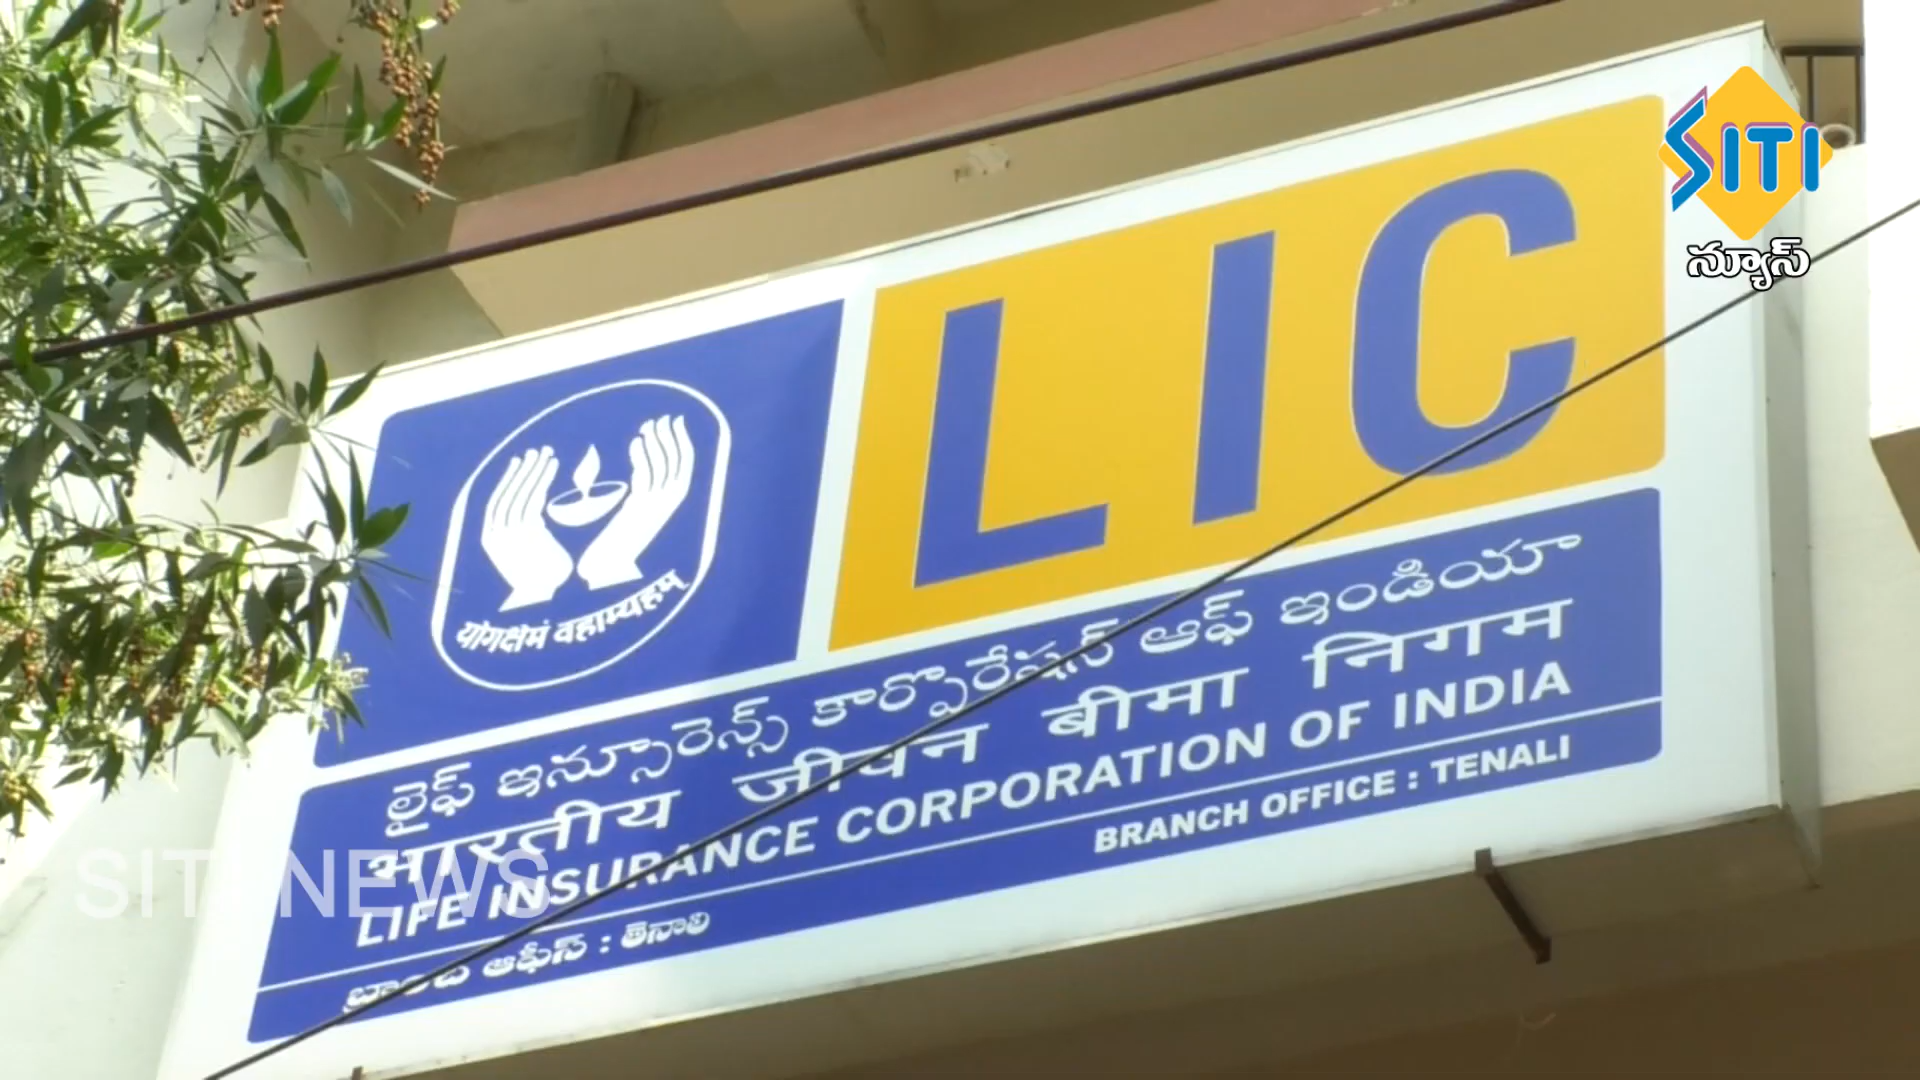 SITI
న్యూస్
LIC
योगक्षेमं वहाम्यहम्
లైఫ్ ఇన్సూరెన్స్ కార్పొరేషన్ ఆఫ్ ఇండియా
भारतीय जीवन बीमा निगम
LIFE INSURANCE CORPORATION OF INDIA
BRANCH OFFICE : TENALI
బ్రాంచి ఆఫీస్ : తెనాలి
SITI NEWS